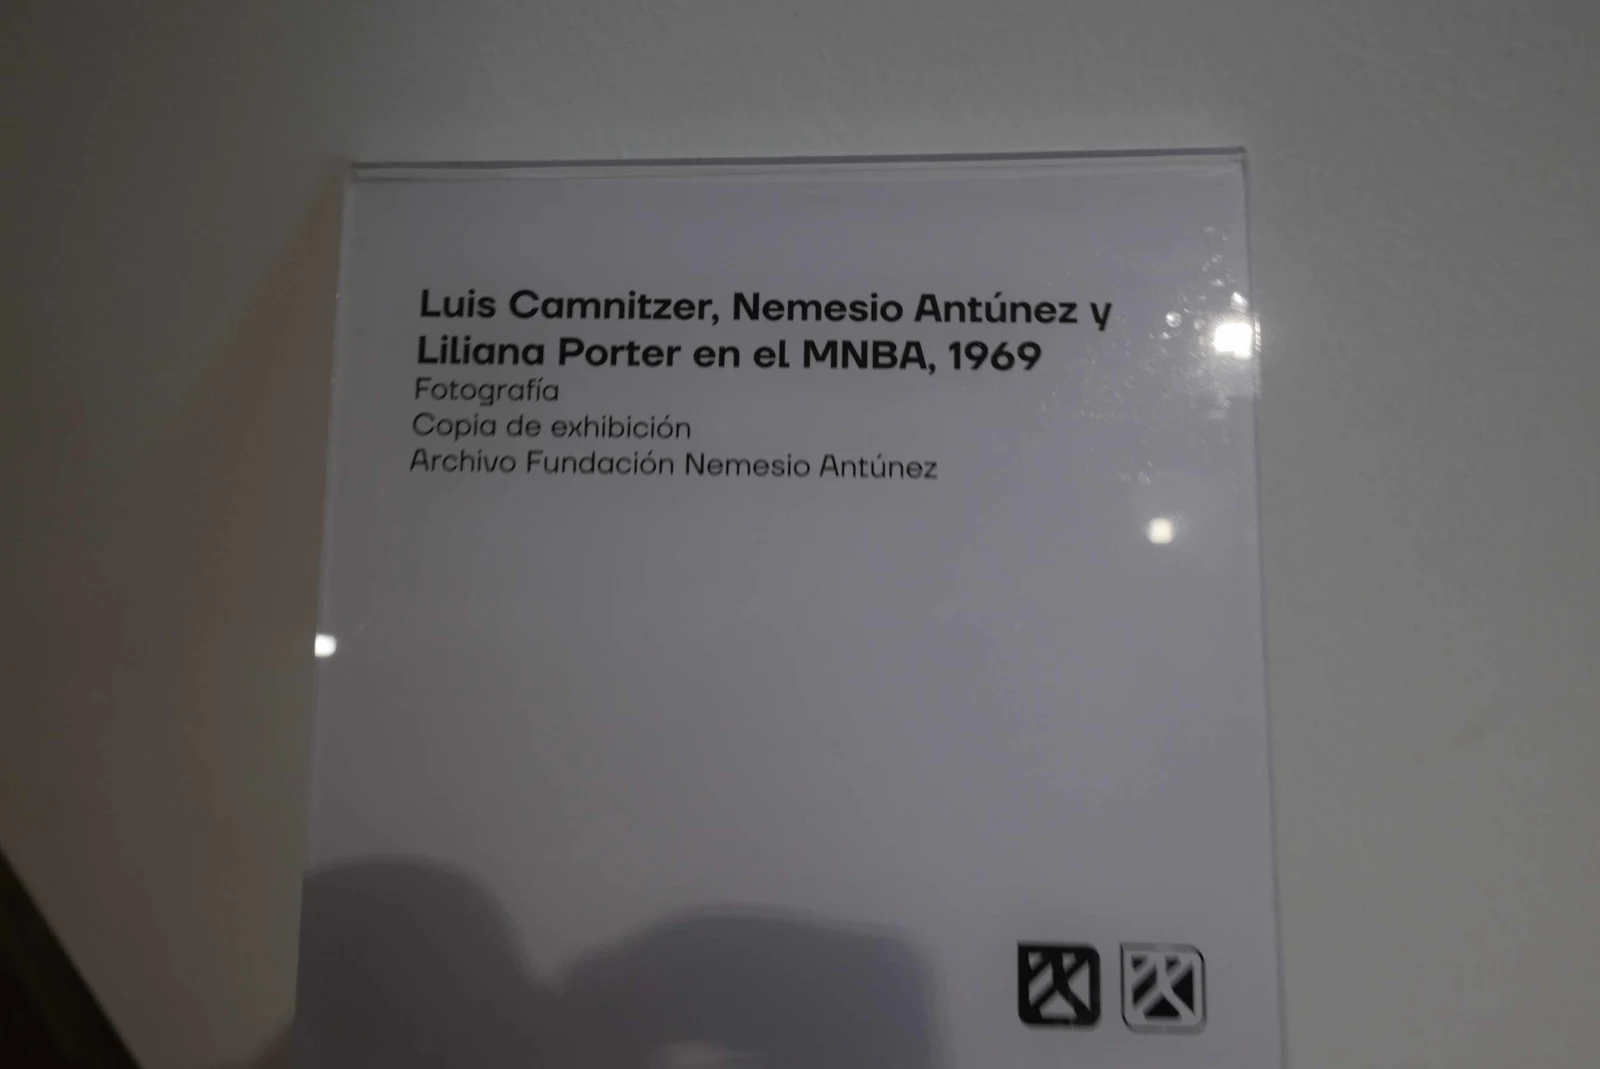 Luis Camnitzer, Nemesio Antúnez y
Liliana Porter en el MNBA, 1969
Fotografía
Copia de exhibición
Archivo Fundación Nemesio Antúnez